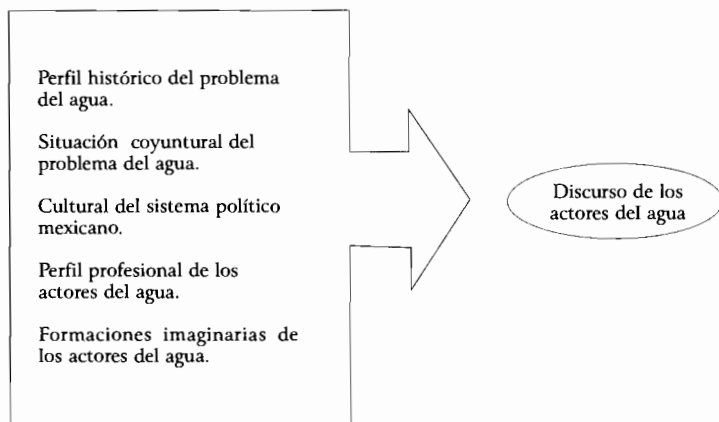 Perfil histórico del problema
del agua.
Situación coyuntural del
problema del agua.
Cultural del sistema político
mexicano.
Perfil profesional de los
actores del agua.
Formaciones imaginarias de
los actores del agua.
Discurso de los
actores del agua